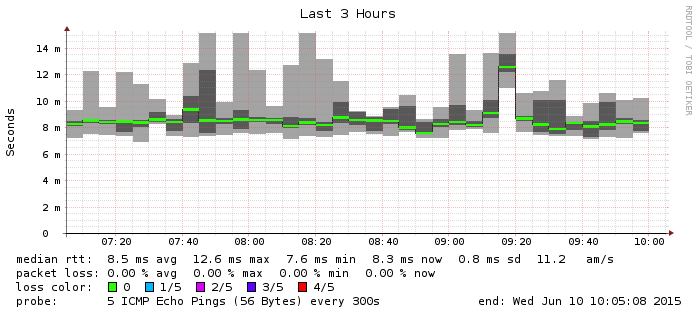 Last 3 Hours
RRDTOOL / TOBI OETIKER
Seconds
14 m
12 m
10 m
8 m
6 m
4 m
2 m
0
07:20 07:40 08:00 08:20 08:40 09:00 09:20 09:40 10:00
median rtt: 8.5 ms avg 12.6 ms max 7.6 ms min 8.3 ms now 0.8 ms sd 11.2 am/s
packet loss: 0.00 % avg 0.00 % max 0.00 % min 0.00 % now
loss color: 0 1/5 2/5 3/5 4/5
probe: 5 ICMP Echo Pings (56 Bytes) every 300s end: Wed Jun 10 10:05:08 2015